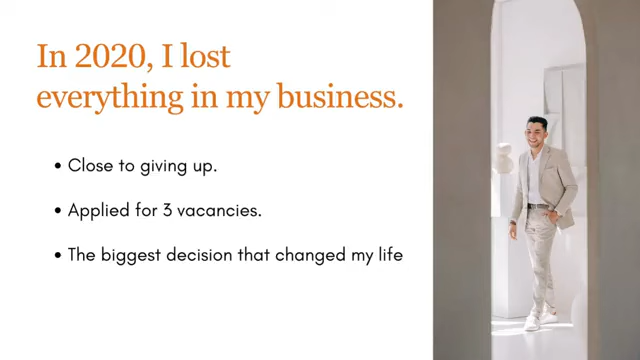 In 2020, I lost
everything in my business.
• Close to giving up.
• Applied for 3 vacancies.
• The biggest decision that changed my life